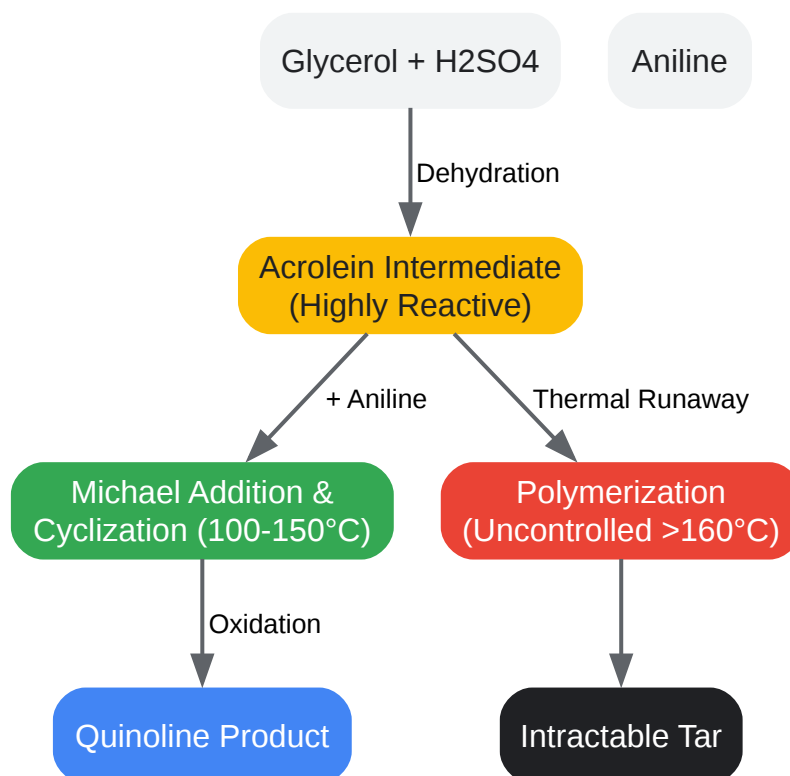 Glycerol + H2SO4
Aniline
Dehydration
Acrolein Intermediate
(Highly Reactive)
+ Aniline
Thermal Runaway
Michael Addition &
Cyclization (100-150°C)
Polymerization
(Uncontrolled >160°C)
Oxidation
Quinoline Product
Intractable Tar